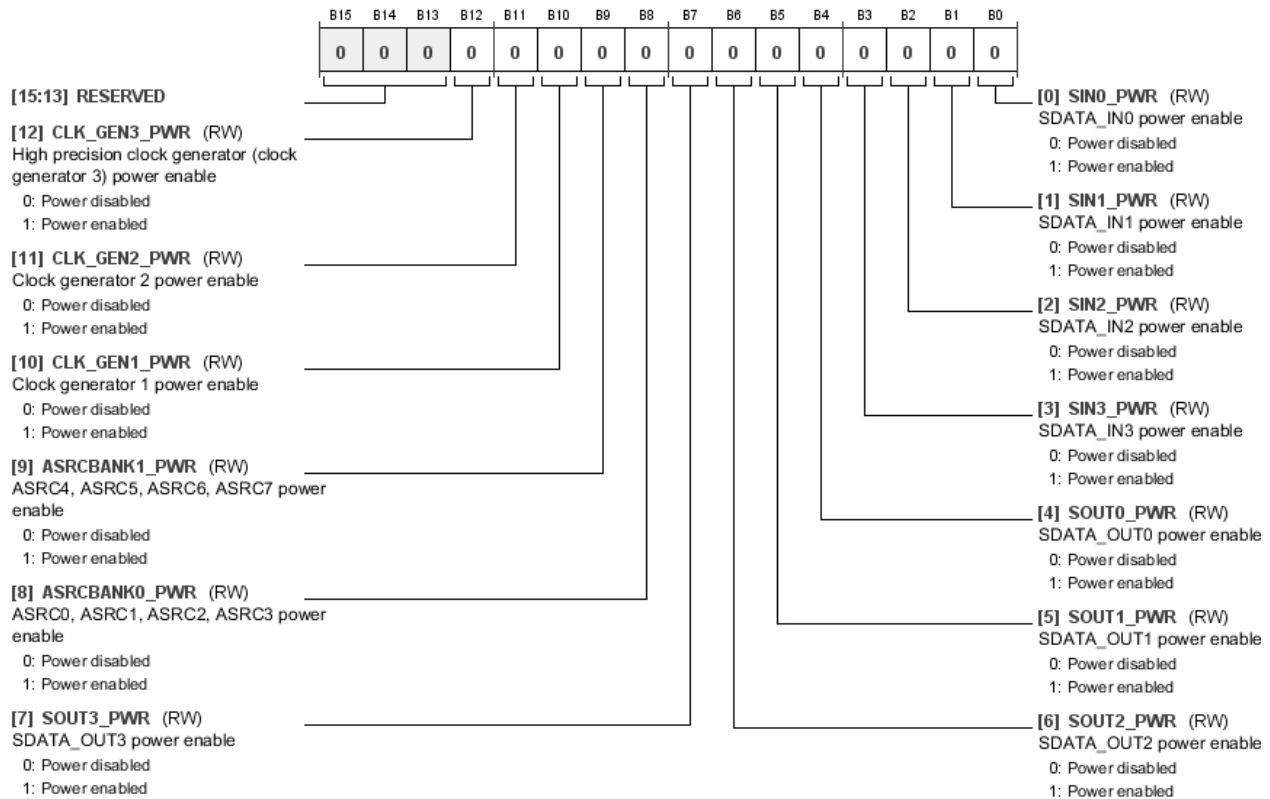 B15 B14 B13 B12 B11 B10 B9 B8 B7 B6 B5 B4 B3 B2 B1 B0
0 0 0 0 0 0 0 0 0 0 0 0 0 0 0 0
[15:13] RESERVED
[12] CLK_GEN3_PWR (RW)
High precision clock generator (clock
generator 3) power enable
0: Power disabled
1: Power enabled
[11] CLK_GEN2_PWR (RW)
Clock generator 2 power enable
0: Power disabled
1: Power enabled
[10] CLK_GEN1_PWR (RW)
Clock generator 1 power enable
0: Power disabled
1: Power enabled
[9] ASRCBANK1_PWR (RW)
ASRC4, ASRC5, ASRC6, ASRC7 power
enable
0: Power disabled
1: Power enabled
[8] ASRCBANK0_PWR (RW)
ASRC0, ASRC1, ASRC2, ASRC3 power
enable
0: Power disabled
1: Power enabled
[7] SOUT3_PWR (RW)
SDATA_OUT3 power enable
0: Power disabled
1: Power enabled
[0] SIN0_PWR (RW)
SDATA_IN0 power enable
0: Power disabled
1: Power enabled
[1] SIN1_PWR (RW)
SDATA_IN1 power enable
0: Power disabled
1: Power enabled
[2] SIN2_PWR (RW)
SDATA_IN2 power enable
0: Power disabled
1: Power enabled
[3] SIN3_PWR (RW)
SDATA_IN3 power enable
0: Power disabled
1: Power enabled
[4] SOUT0_PWR (RW)
SDATA_OUT0 power enable
0: Power disabled
1: Power enabled
[5] SOUT1_PWR (RW)
SDATA_OUT1 power enable
0: Power disabled
1: Power enabled
[6] SOUT2_PWR (RW)
SDATA_OUT2 power enable
0: Power disabled
1: Power enabled